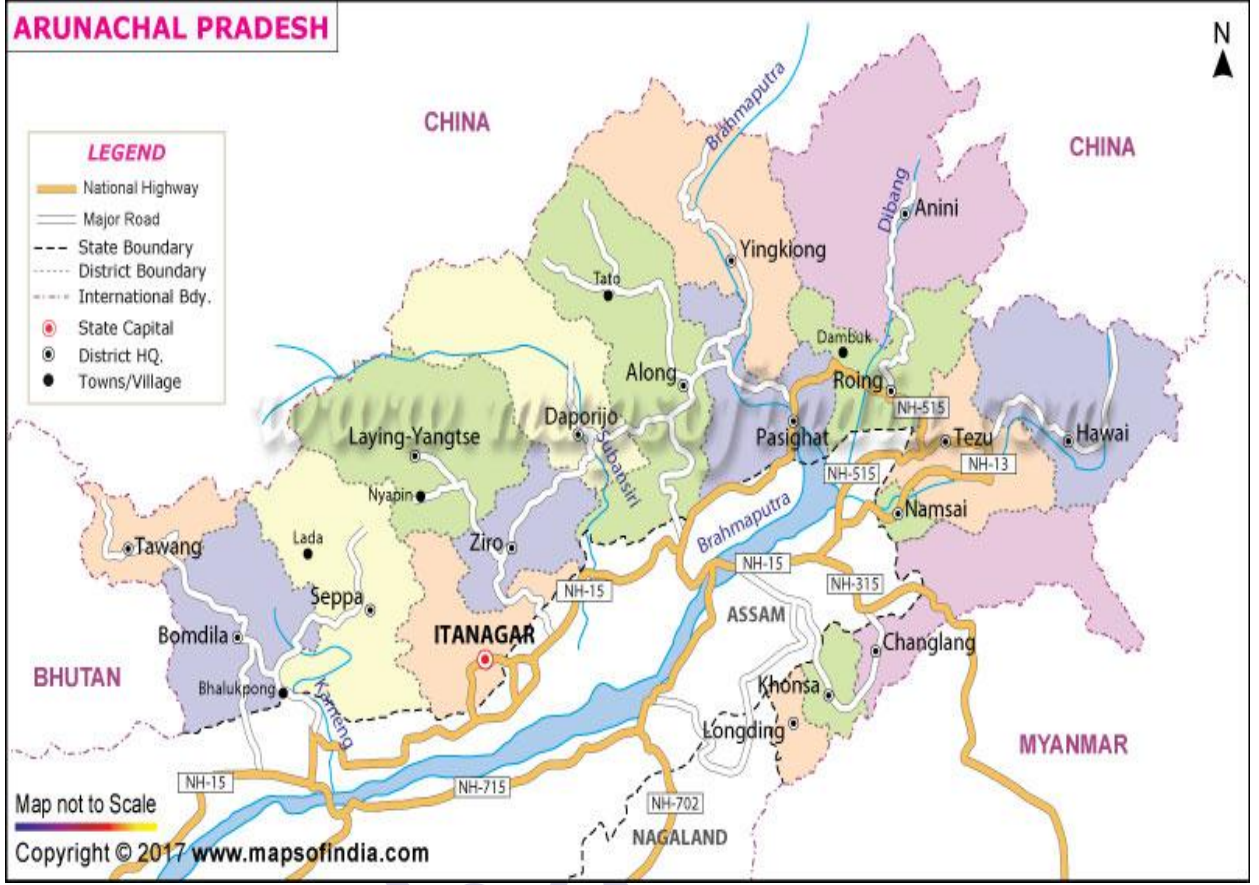 ARUNACHAL PRADESH
N
CHINA
CHINA
LEGEND
National Highway
Major Road
State Boundary
District Boundary
International Bdy.
State Capital
District HQ.
Towns/Village
Brahmaputra
Dibang
Anini
Yingkiong
Tato
Dambuk
Along
Roing
NH-515
www.mapsofindia.com
Daporijo
Laying-Yangtse
Pasighat
Tezu
Hawai
NH-13
NH-515
Subansiri
Nyapin
Namsai
Brahmaputra
Lada
Ziro
Tawang
NH-15
NH-15
NH-315
Seppa
ASSAM
ITANAGAR
Bomdila
Changlang
BHUTAN
Bhalukpong
Khonsa
Kameng
Longding
MYANMAR
NH-15
NH-715
NH-702
Map not to Scale
NAGALAND
Copyright © 2017 www.mapsofindia.com